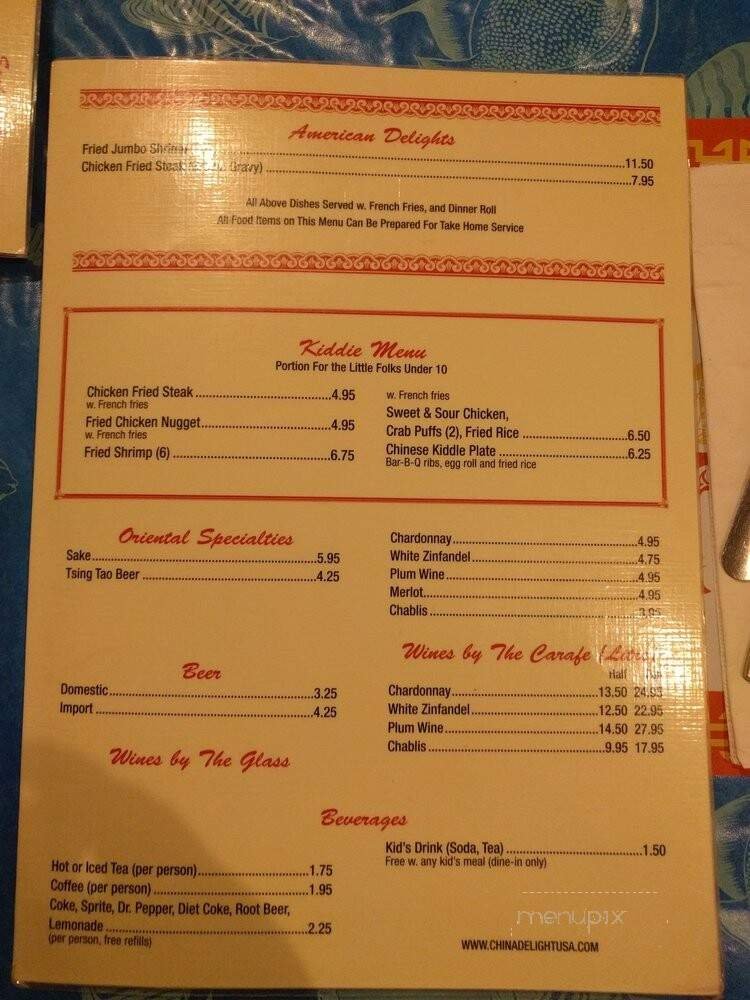 American Delights
Fried Jumbo Shrimp ....11.50
Chicken Fried Steak Gravy) ....7.95
All Above Dishes Served w. French Fries, and Dinner Roll
All Food Items on This Menu Can Be Prepared For Take Home Service
Kiddie Menu
Portion For the Little Folks Under 10
Chicken Fried Steak ....4.95
w. French fries
Fried Chicken Nugget....4.95
w. French fries
Fried Shrimp (6) ....6.75
w. French fries
Sweet & Sour Chicken,
Crab Puffs (2), Fried Rice ....6.50
Chinese Kiddle Plate ....6.25
Bar-B-Q ribs, egg roll and fried rice
Oriental Specialties
Sake....5.95
Tsing Tao Beer ....4.25
Beer
Domestic....3.25
Import ....4.25
Wines by The Glass
Chardonnay....4.95
White Zinfandel....4.75
Plum Wine....4.95
Merlot....4.95
Chablis ....3.95
Wines by The Carafe (Litre)
Half
Chardonnay....13.50 24.95
White Zinfandel....12.50 22.95
Plum Wine....14.50 27.95
Chablis....9.95 17.95
Beverages
Hot or Iced Tea (per person)....1.75
Coffee (per person) ....1.95
Coke, Sprite, Dr. Pepper, Diet Coke, Root Beer,
Lemonade ....2.25
(per person, free refills)
Kid's Drink (Soda, Tea) ....1.50
Free w. any kid's meal (dine-in only)
menupix
WWW.CHINADELIGHTUSA.COM